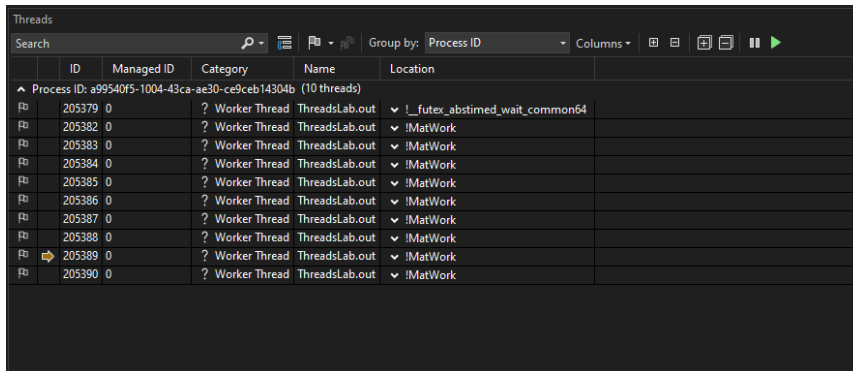 Threads
Search Group by: Process ID Columns
ID Managed ID Category Name Location
Process ID: a99540f5-1004-43ca-ae30-ce9ceb14304b (10 threads)
205379 0 ? Worker Thread ThreadsLab.out !__futex_abstimed_wait_common64
205382 0 ? Worker Thread ThreadsLab.out !MatWork
205383 0 ? Worker Thread ThreadsLab.out !MatWork
205384 0 ? Worker Thread ThreadsLab.out !MatWork
205385 0 ? Worker Thread ThreadsLab.out !MatWork
205386 0 ? Worker Thread ThreadsLab.out !MatWork
205387 0 ? Worker Thread ThreadsLab.out !MatWork
205388 0 ? Worker Thread ThreadsLab.out !MatWork
205389 0 ? Worker Thread ThreadsLab.out !MatWork
205390 0 ? Worker Thread ThreadsLab.out !MatWork